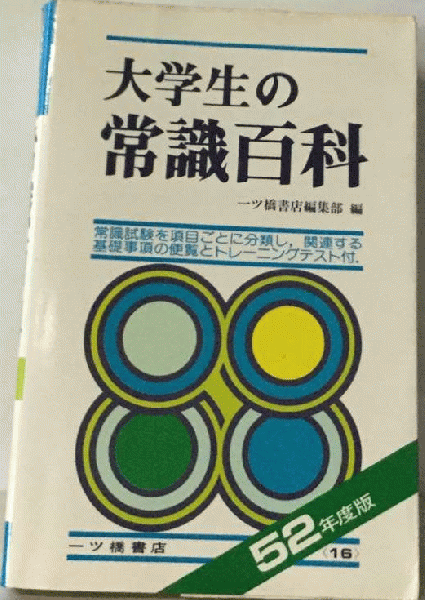 大学生の
常識百科
一ツ橋書店編集部 編
常識試験を項目ごとに分類し,関連する
基礎事項の便覧とトレーニングテスト付.
52年度版
一ツ橋書店
〈16〉